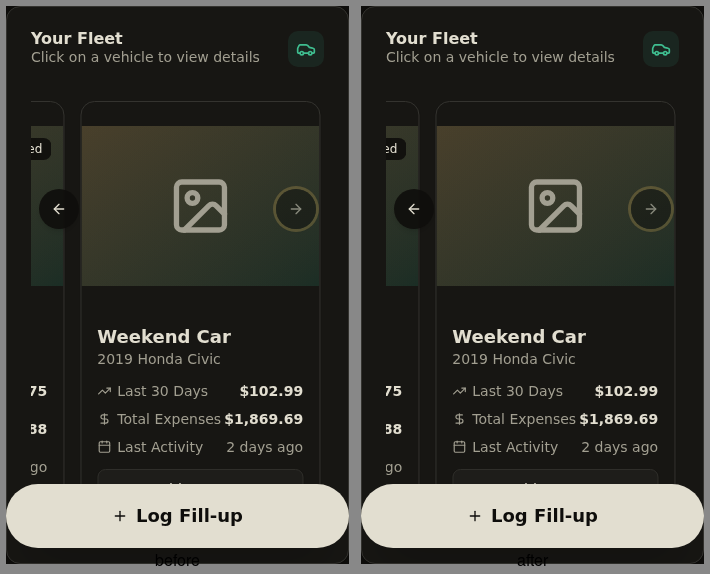 Your Fleet
Click on a vehicle to view details
ed
Weekend Car
2019 Honda Civic
75
Last 30 Days $102.99
88
Total Expenses $1,869.69
go
Last Activity 2 days ago
+ Log Fill-up
before
Your Fleet
Click on a vehicle to view details
ed
Weekend Car
2019 Honda Civic
75
Last 30 Days $102.99
88
Total Expenses $1,869.69
go
Last Activity 2 days ago
+ Log Fill-up
after